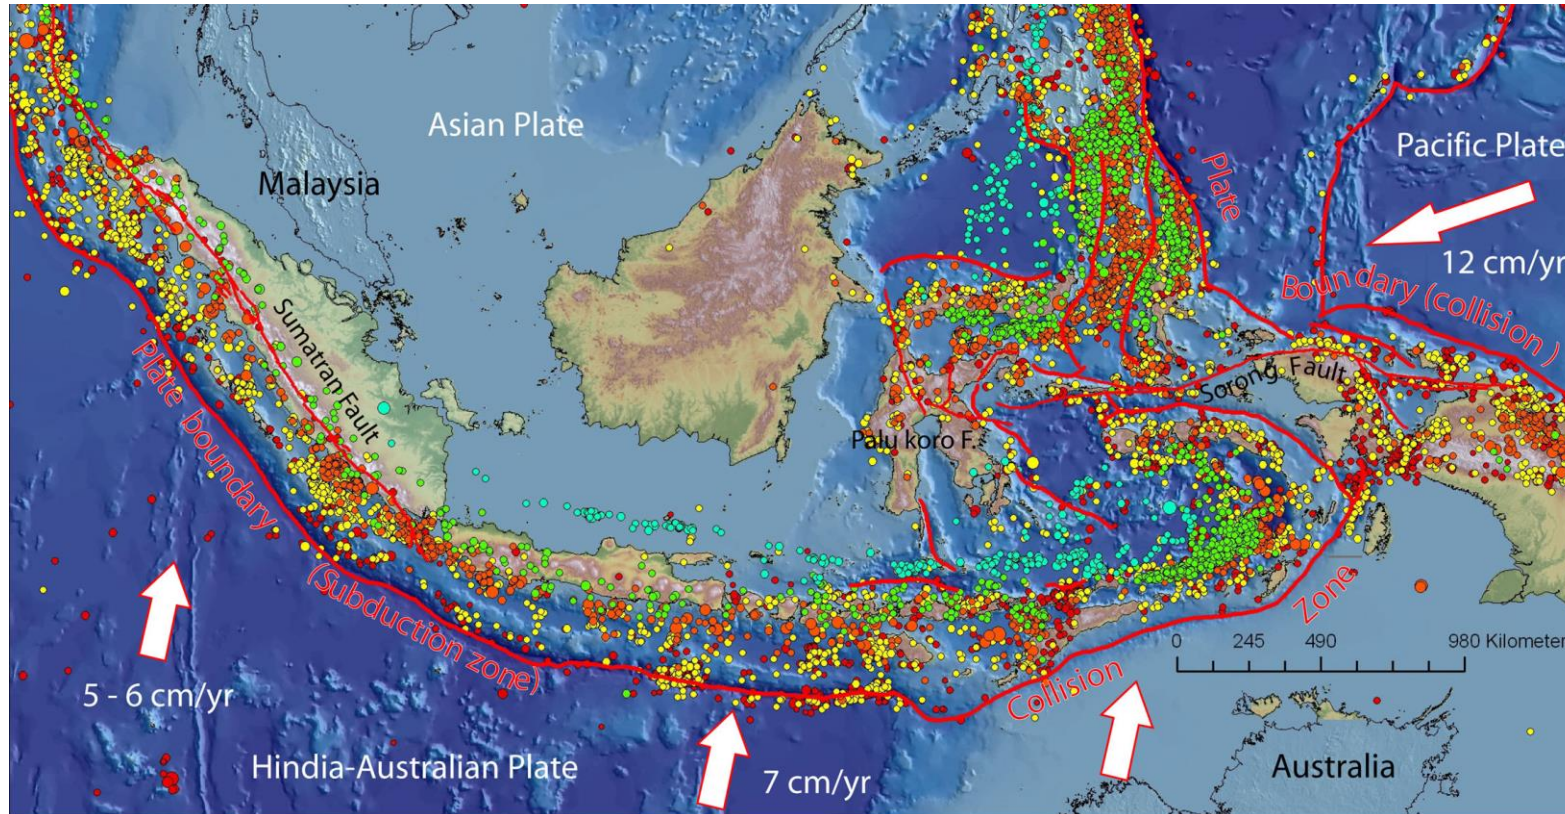 Asian Plate
Malaysia
Pacific Plate
Plate
12 cm/yr
Boundary (collision)
Sumatran Fault
Sorong Fault
Palu koro F.
Plate boundary
(Subduction zone)
Zone
Collision
0 245 490 980 Kilometer
5 - 6 cm/yr
7 cm/yr
Hindia-Australian Plate
Australia